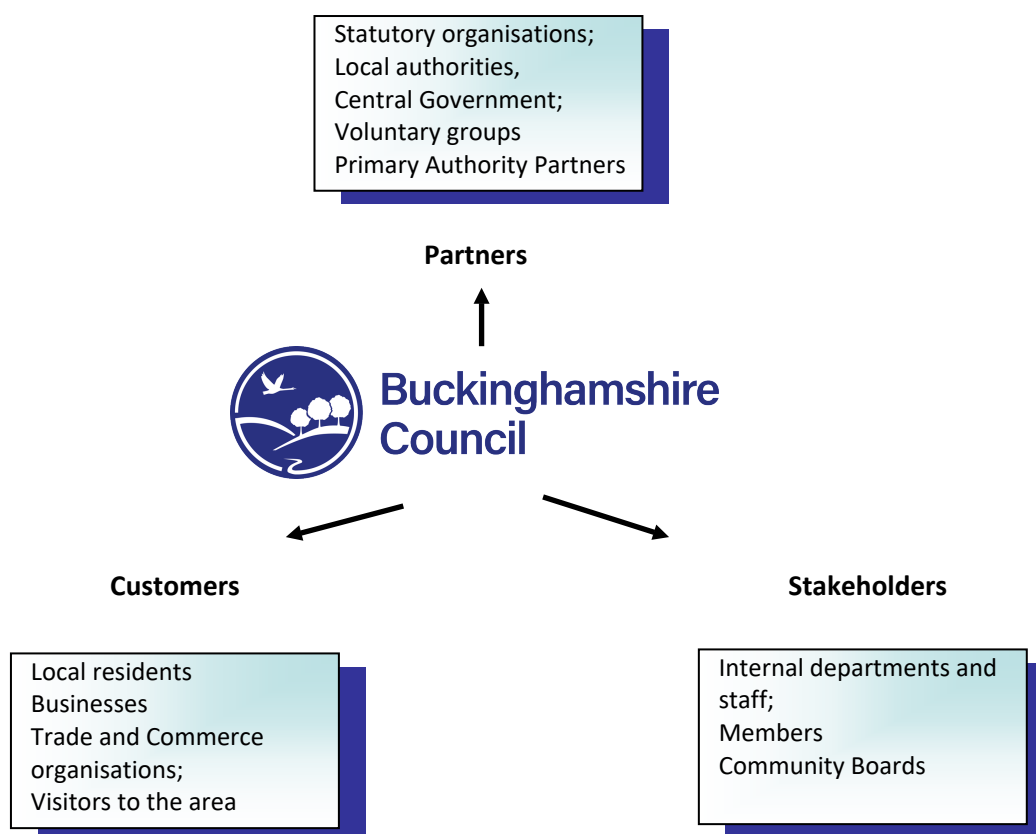 Statutory organisations;
Local authorities,
Central Government;
Voluntary groups
Primary Authority Partners
Partners
Buckinghamshire
Council
Customers
Stakeholders
Local residents
Businesses
Trade and Commerce
organisations;
Visitors to the area
Internal departments and
staff;
Members
Community Boards